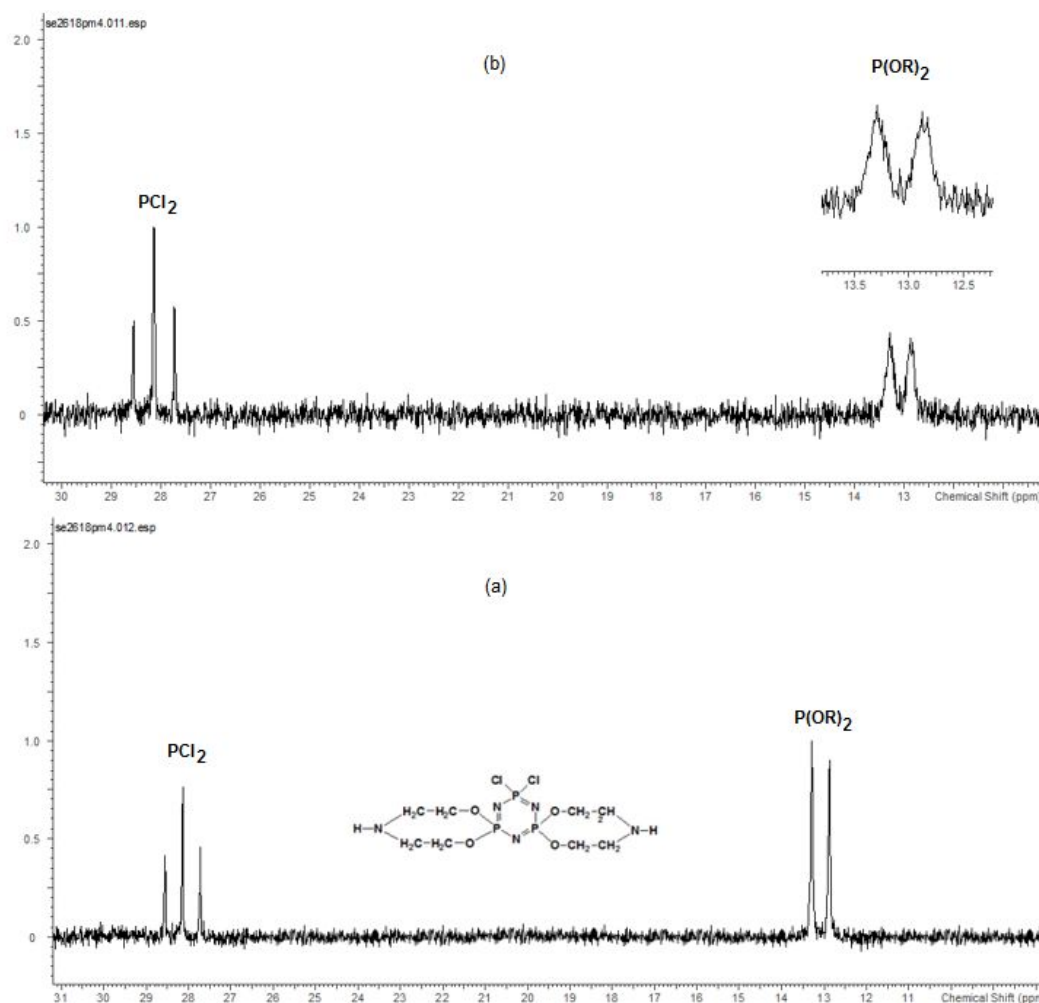 se2618pm4.011.esp
2.0
(b)
P(OR)2
1.5
PCl2
1.0
13.5 13.0 12.5
0.5
0
30 29 28 27 26 25 24 23 22 21 20 19 18 17 16 15 14 13 Chemical Shift (ppm)
se2618pm4.012.esp
2.0
(a)
1.5
P(OR)2
1.0
PCl2
Cl Cl
P
H2C-H2C-O N N O-CH2-CH2
H-N P P N-H
H2C-H2C-O N O-CH2-CH2
0.5
0
31 30 29 28 27 26 25 24 23 22 21 20 19 18 17 16 15 14 13 12 11 Chemical Shift (ppm)